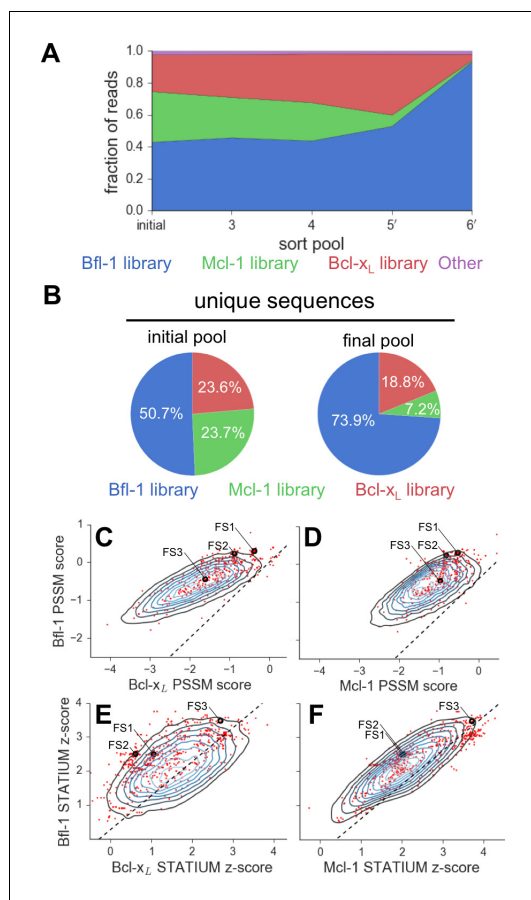 A
fraction of reads
1.0
0.8
0.6
0.4
0.2
0.0
initial 3 4 5′ 6′
sort pool
Bfl-1 library Mcl-1 library Bcl-xL library Other
B
unique sequences
initial pool final pool
50.7% 23.6% 23.7%
73.9% 18.8% 7.2%
Bfl-1 library Mcl-1 library Bcl-xL library
C
FS1
FS2
FS3
Bfl-1 PSSM score
1
0
−1
−2
−4 −3 −2 −1 0
Bcl-xL PSSM score
D
FS1
FS2
FS3
−4 −3 −2 −1 0
Mcl-1 PSSM score
E
FS3
FS1
FS2
Bfl-1 STATIUM z-score
4
3
2
1
0 1 2 3 4
Bcl-xL STATIUM z-score
F
FS3
FS2
FS1
0 1 2 3 4
Mcl-1 STATIUM z-score